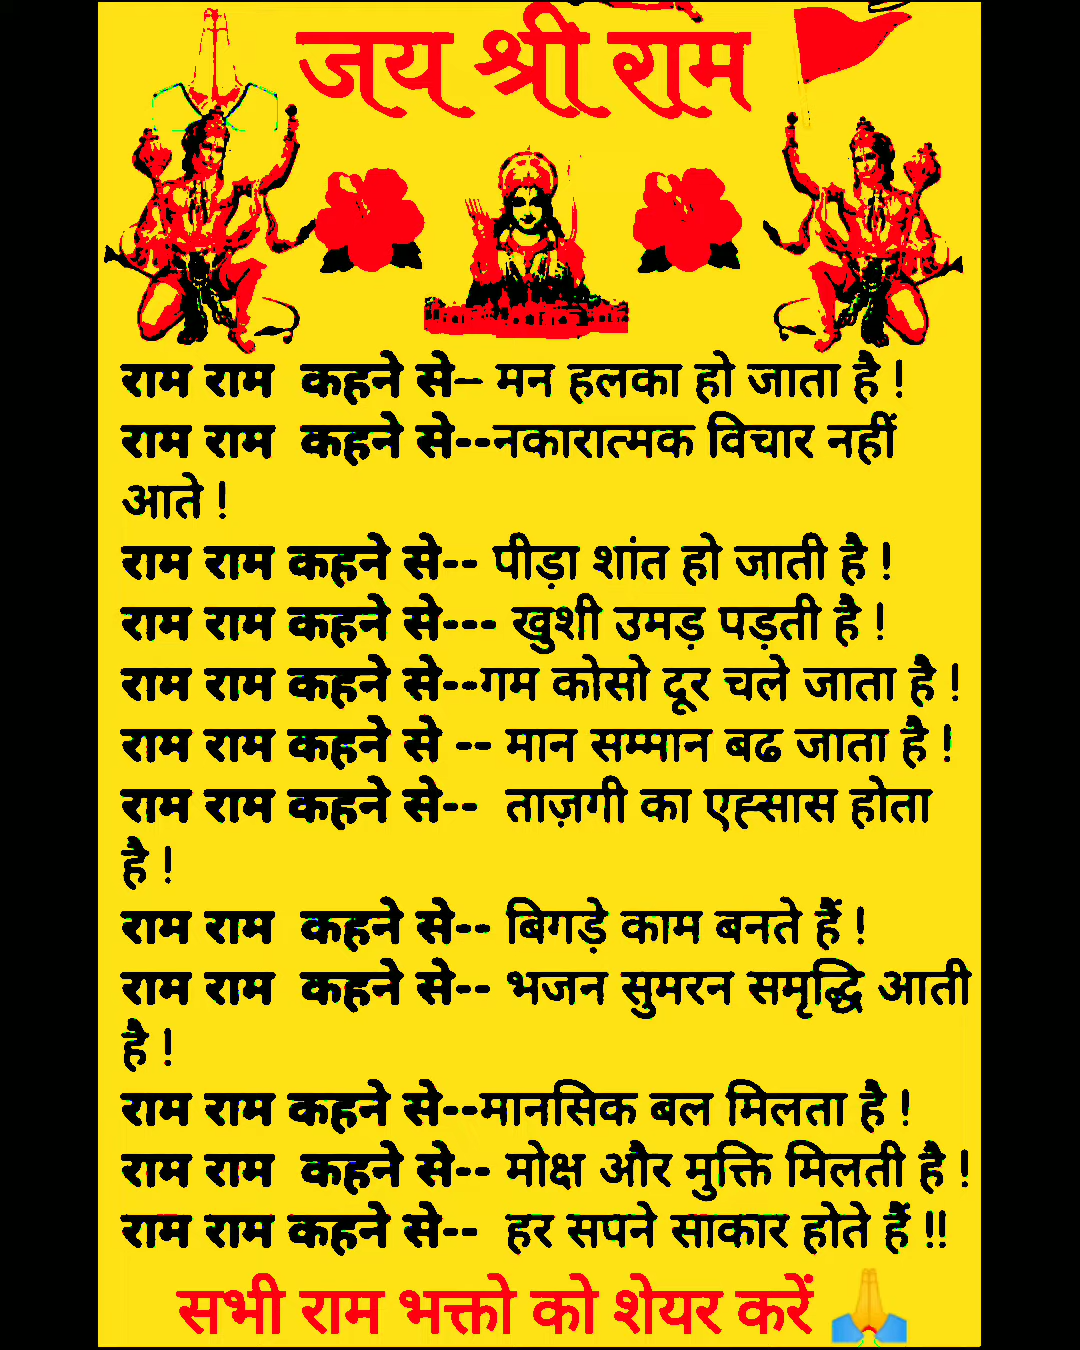 जय श्री राम
राम राम कहने से– मन हलका हो जाता है !
राम राम कहने से--नकारात्मक विचार नहीं
आते !
राम राम कहने से-- पीड़ा शांत हो जाती है !
राम राम कहने से--- खुशी उमड़ पड़ती है !
राम राम कहने से--गम कोसो दूर चले जाता है !
राम राम कहने से -- मान सम्मान बढ जाता है !
राम राम कहने से-- ताज़गी का एह्सास होता
है !
राम राम कहने से-- बिगड़े काम बनते हैं !
राम राम कहने से-- भजन सुमरन समृद्धि आती
है !
राम राम कहने से--मानसिक बल मिलता है !
राम राम कहने से-- मोक्ष और मुक्ति मिलती है !
राम राम कहने से-- हर सपने साकार होते हैं !!
सभी राम भक्तो को शेयर करें 🙏